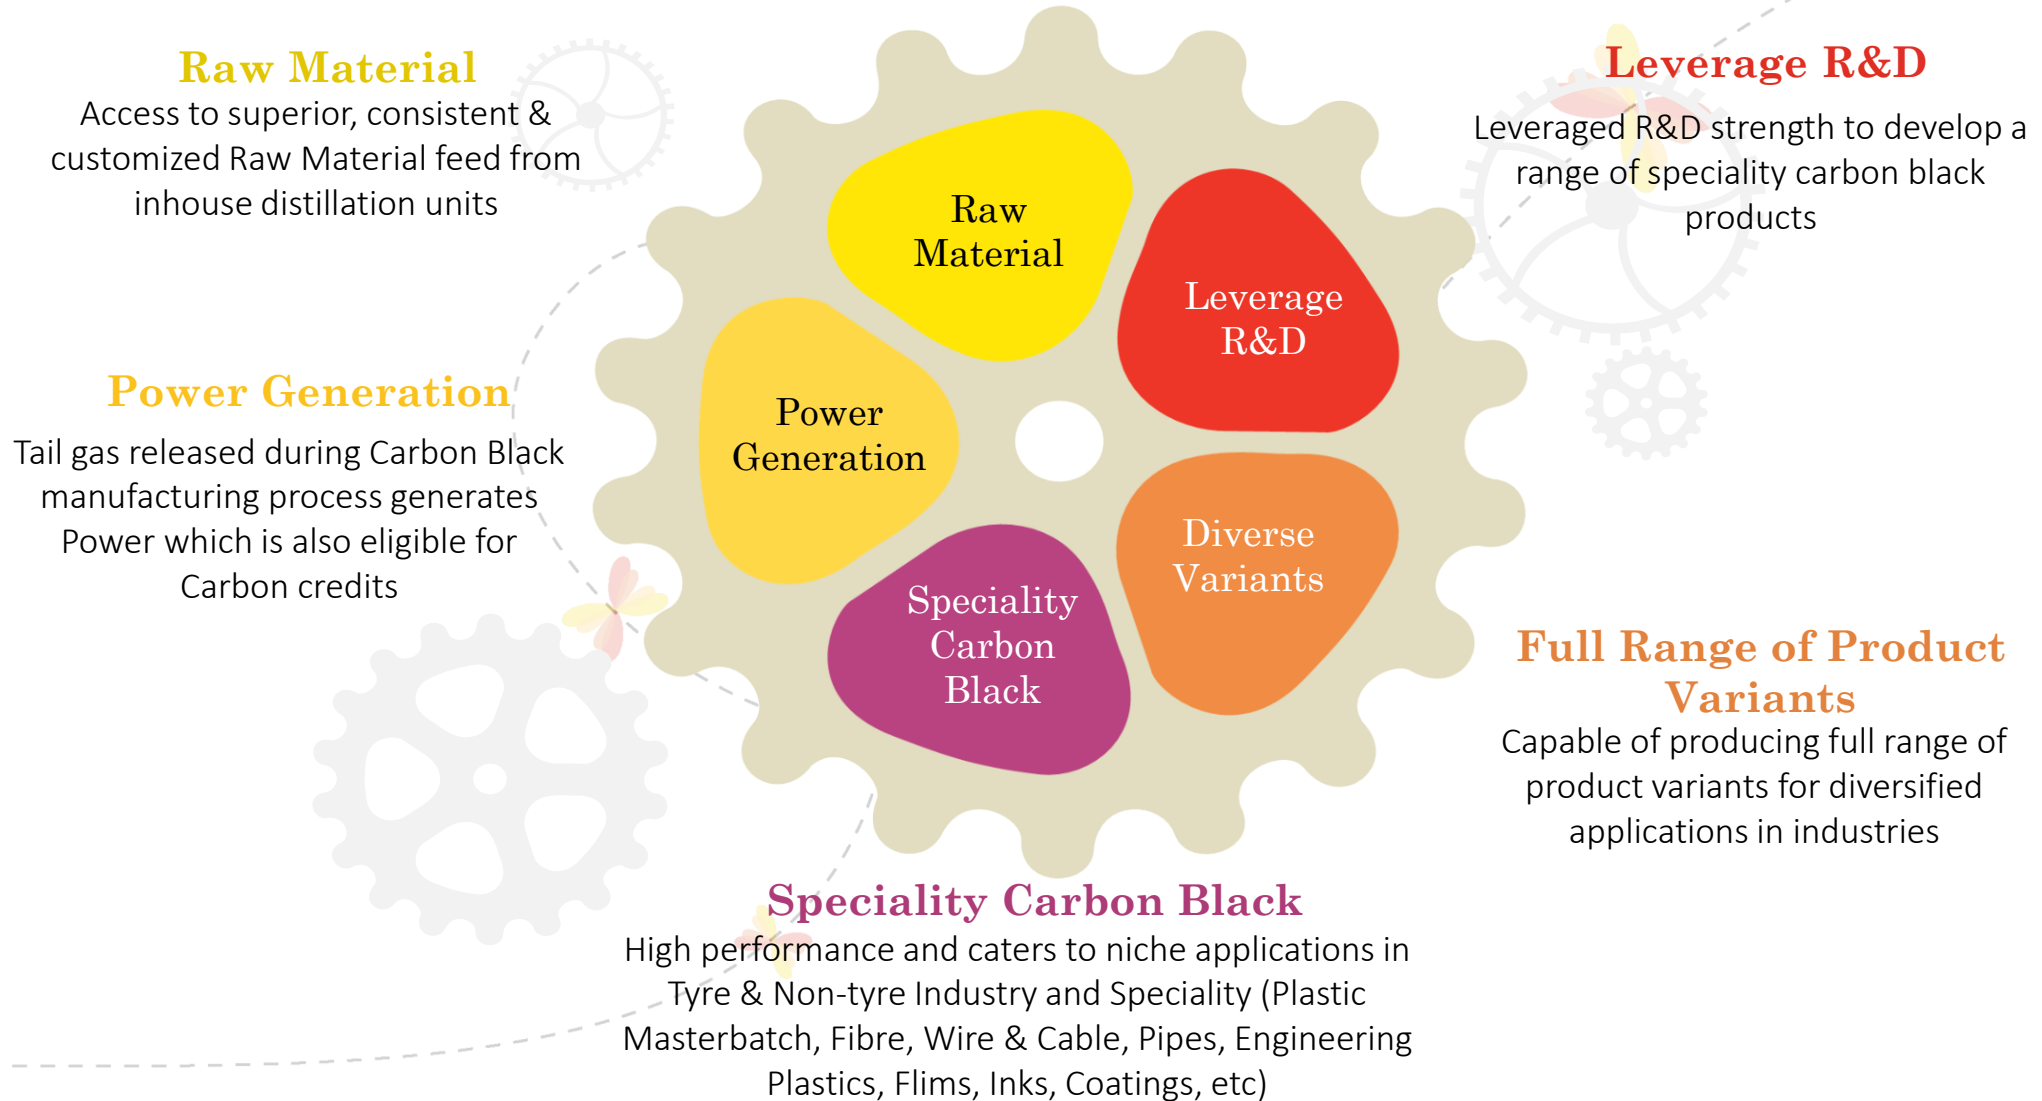 Raw Material
Access to superior, consistent &
customized Raw Material feed from
inhouse distillation units
Leverage R&D
Leveraged R&D strength to develop a
range of speciality carbon black
products
Raw
Material
Leverage
R&D
Power Generation
Tail gas released during Carbon Black
manufacturing process generates
Power which is also eligible for
Carbon credits
Power
Generation
Diverse
Variants
Speciality
Carbon
Black
Full Range of Product
Variants
Capable of producing full range of
product variants for diversified
applications in industries
Speciality Carbon Black
High performance and caters to niche applications in
Tyre & Non-tyre Industry and Speciality (Plastic
Masterbatch, Fibre, Wire & Cable, Pipes, Engineering
Plastics, Flims, Inks, Coatings, etc)